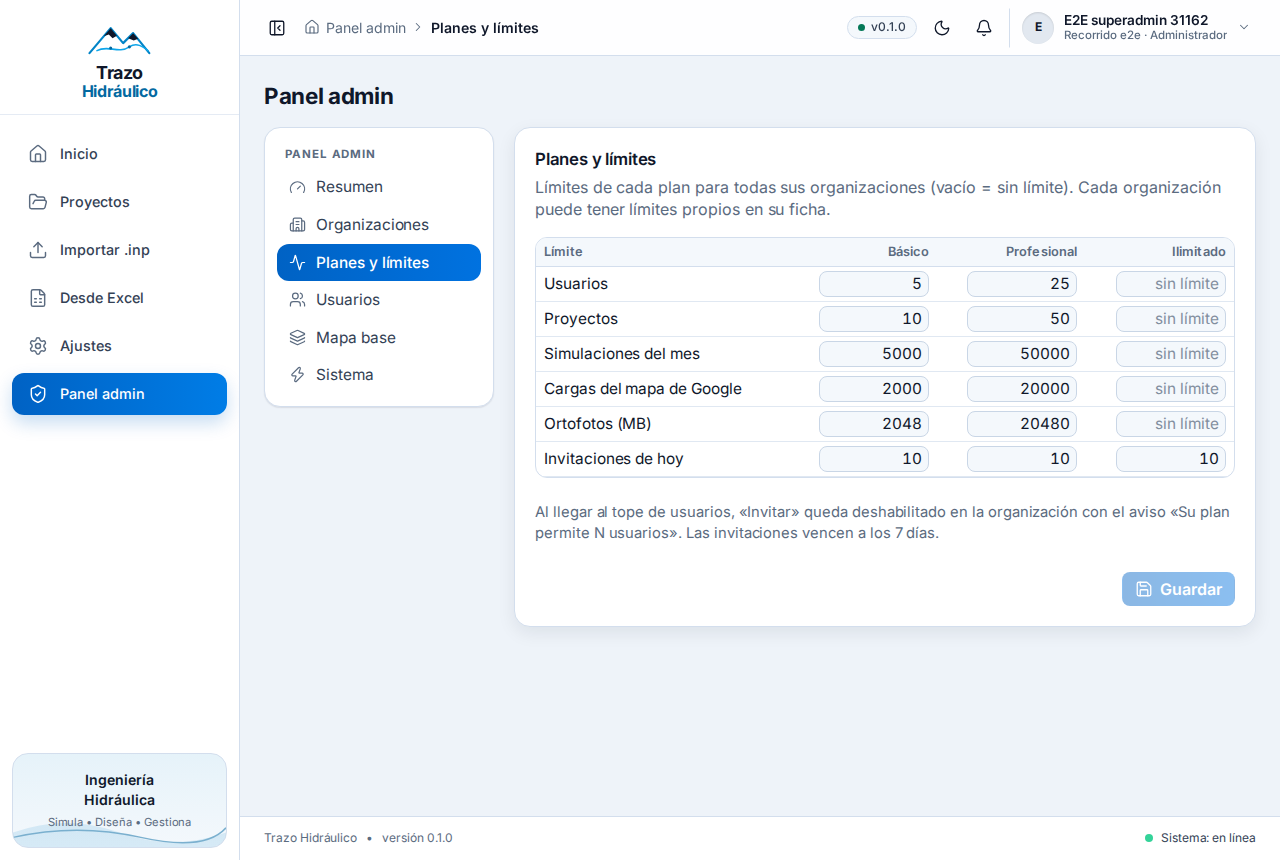 Trazo
Hidráulico
Inicio
Proyectos
Importar .inp
Desde Excel
Ajustes
Panel admin
Ingeniería
Hidráulica
Simula • Diseña • Gestiona
Panel admin > Planes y límites
v0.1.0
E
E2E superadmin 31162
Recorrido e2e · Administrador
Panel admin
PANEL ADMIN
Resumen
Organizaciones
Planes y límites
Usuarios
Mapa base
Sistema
Planes y límites
Límites de cada plan para todas sus organizaciones (vacío = sin límite). Cada organización
puede tener límites propios en su ficha.
Límite Básico Profesional Ilimitado
Usuarios 5 25 sin límite
Proyectos 10 50 sin límite
Simulaciones del mes 5000 50000 sin límite
Cargas del mapa de Google 2000 20000 sin límite
Ortofotos (MB) 2048 20480 sin límite
Invitaciones de hoy 10 10 10
Al llegar al tope de usuarios, «Invitar» queda deshabilitado en la organización con el aviso «Su plan
permite N usuarios». Las invitaciones vencen a los 7 días.
Guardar
Trazo Hidráulico • versión 0.1.0
Sistema: en línea